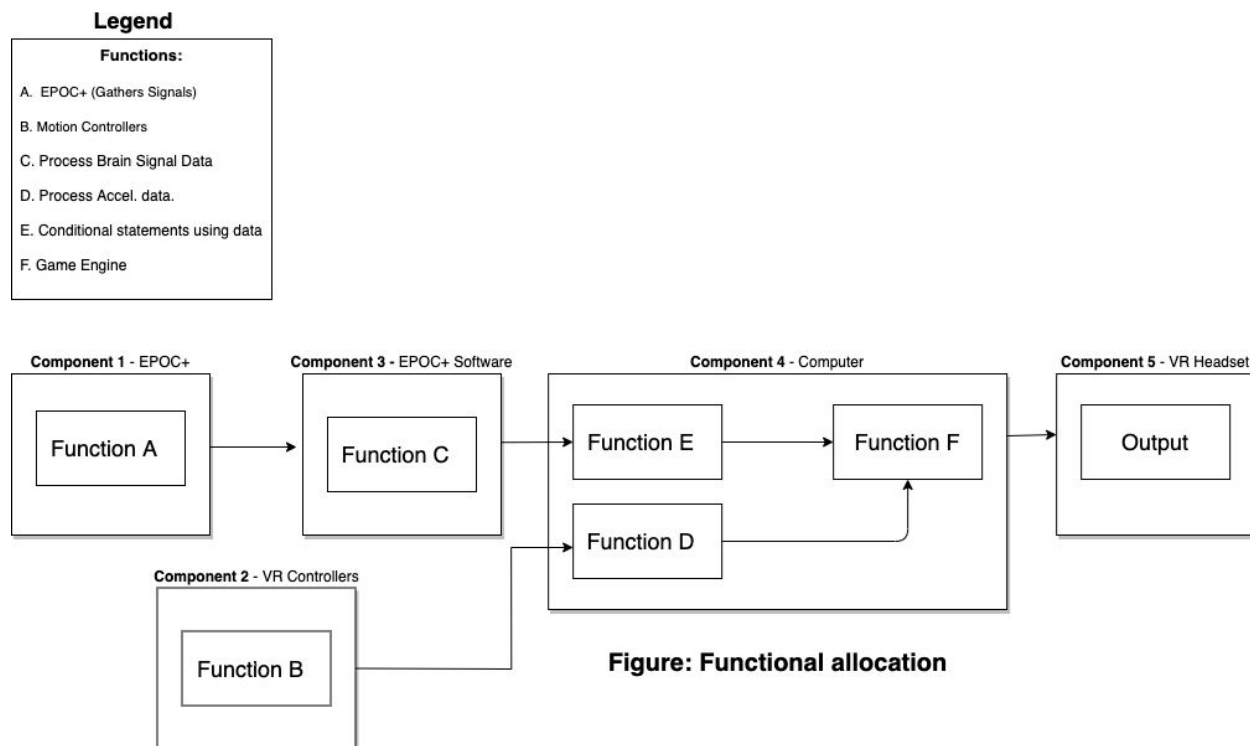 Legend
Functions:
A. EPOC+ (Gathers Signals)
B. Motion Controllers
C. Process Brain Signal Data
D. Process Accel. data.
E. Conditional statements using data
F. Game Engine
Component 1 - EPOC+
Component 3 - EPOC+ Software
Component 4 - Computer
Component 5 - VR Headset
Function A
Function C
Function E
Function F
Output
Function D
Component 2 - VR Controllers
Function B
Figure: Functional allocation